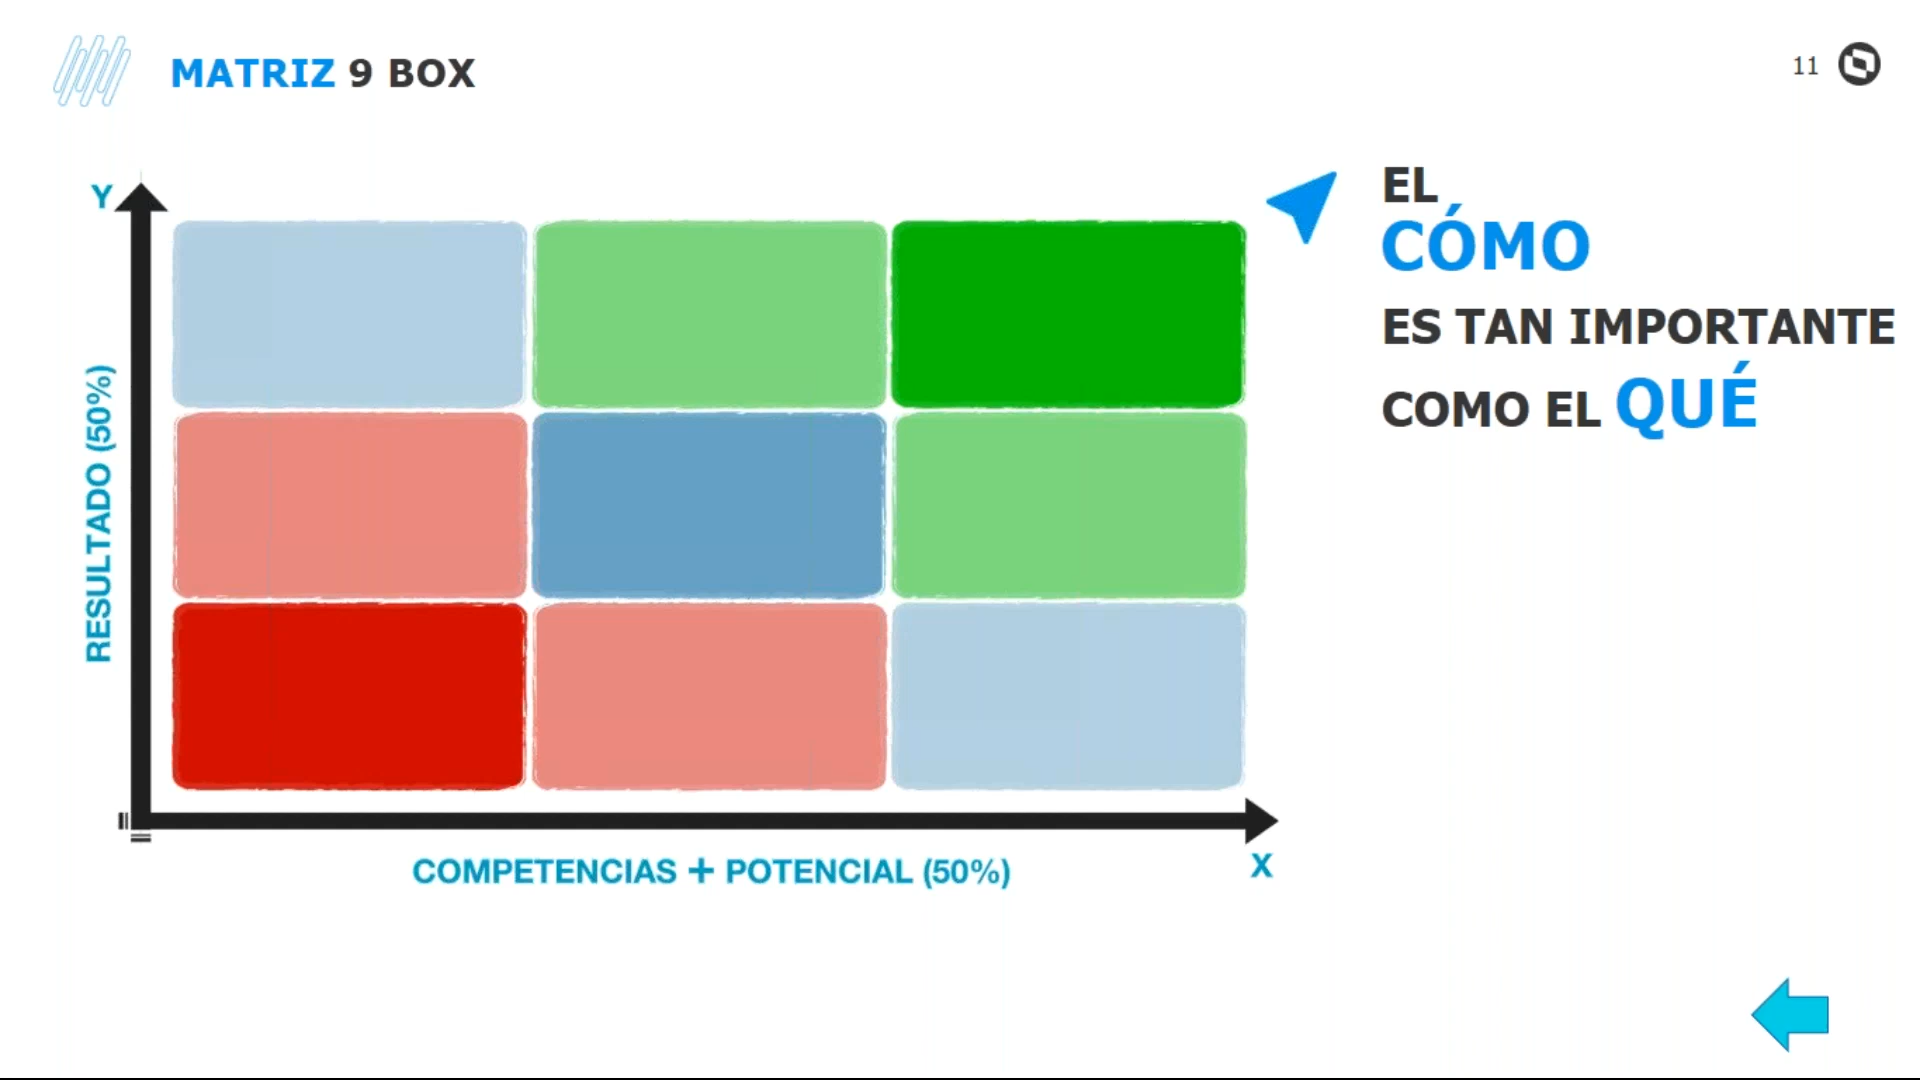 MATRIZ 9 BOX
11
Y
RESULTADO (50%)
COMPETENCIAS + POTENCIAL (50%)
X
EL
CÓMO
ES TAN IMPORTANTE
COMO EL QUÉ